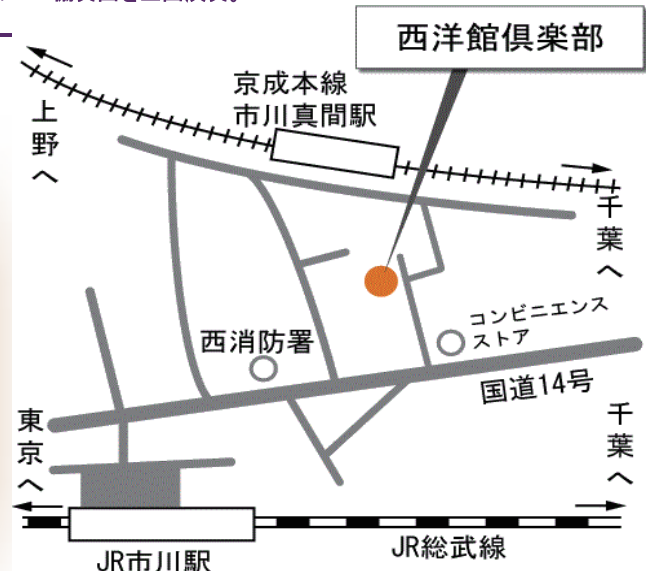 西洋館倶楽部
京成本線
市川真間駅
上野へ
千葉へ
コンビニエンス
ストア
西消防署
国道14号
東京へ
千葉へ
JR総武線
JR市川駅